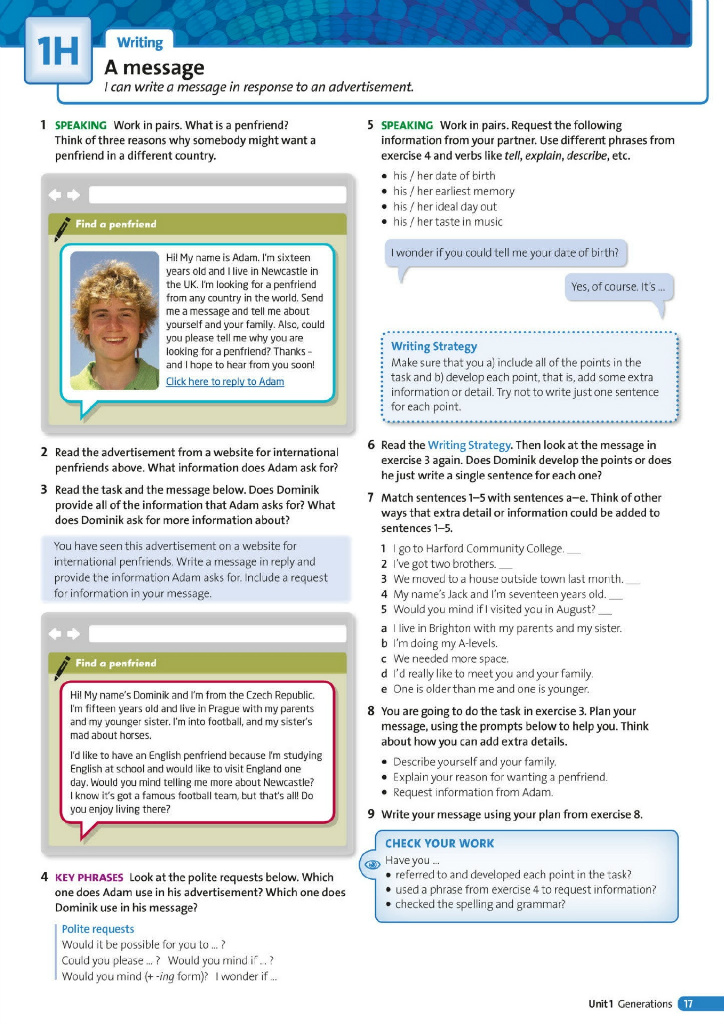 1H
Writing
A message
I can write a message in response to an advertisement.
1 SPEAKING Work in pairs. What is a penfriend?
Think of three reasons why somebody might want a
penfriend in a different country.
Find a penfriend
Hi! My name is Adam. I'm sixteen
years old and I live in Newcastle in
the UK. I'm looking for a penfriend
from any country in the world. Send
me a message and tell me about
yourself and your family. Also, could
you please tell me why you are
looking for a penfriend? Thanks –
and I hope to hear from you soon!
Click here to reply to Adam
2 Read the advertisement from a website for international
penfriends above. What information does Adam ask for?
3 Read the task and the message below. Does Dominik
provide all of the information that Adam asks for? What
does Dominik ask for more information about?
You have seen this advertisement on a website for
international penfriends. Write a message in reply and
provide the information Adam asks for. Include a request
for information in your message.
Find a penfriend
Hi! My name's Dominik and I'm from the Czech Republic.
I'm fifteen years old and live in Prague with my parents
and my younger sister. I'm into football, and my sister's
mad about horses.
I'd like to have an English penfriend because I'm studying
English at school and would like to visit England one
day. Would you mind telling me more about Newcastle?
I know it's got a famous football team, but that's all! Do
you enjoy living there?
4 KEY PHRASES Look at the polite requests below. Which
one does Adam use in his advertisement? Which one does
Dominik use in his message?
Polite requests
Would it be possible for you to ... ?
Could you please ... ? Would you mind if ... ?
Would you mind (+ -ing form)? I wonder if ...
5 SPEAKING Work in pairs. Request the following
information from your partner. Use different phrases from
exercise 4 and verbs like tell, explain, describe, etc.
• his / her date of birth
• his / her earliest memory
• his / her ideal day out
• his / her taste in music
I wonder if you could tell me your date of birth?
Yes, of course. It's ...
Writing Strategy
Make sure that you a) include all of the points in the
task and b) develop each point, that is, add some extra
information or detail. Try not to write just one sentence
for each point.
6 Read the Writing Strategy. Then look at the message in
exercise 3 again. Does Dominik develop the points or does
he just write a single sentence for each one?
7 Match sentences 1–5 with sentences a–e. Think of other
ways that extra detail or information could be added to
sentences 1–5.
1 I go to Harford Community College. __
2 I've got two brothers. __
3 We moved to a house outside town last month. __
4 My name's Jack and I'm seventeen years old. __
5 Would you mind if I visited you in August? __
a I live in Brighton with my parents and my sister.
b I'm doing my A-levels.
c We needed more space.
d I'd really like to meet you and your family.
e One is older than me and one is younger.
8 You are going to do the task in exercise 3. Plan your
message, using the prompts below to help you. Think
about how you can add extra details.
• Describe yourself and your family.
• Explain your reason for wanting a penfriend.
• Request information from Adam.
9 Write your message using your plan from exercise 8.
CHECK YOUR WORK
Have you ...
• referred to and developed each point in the task?
• used a phrase from exercise 4 to request information?
• checked the spelling and grammar?
Unit 1 Generations 17